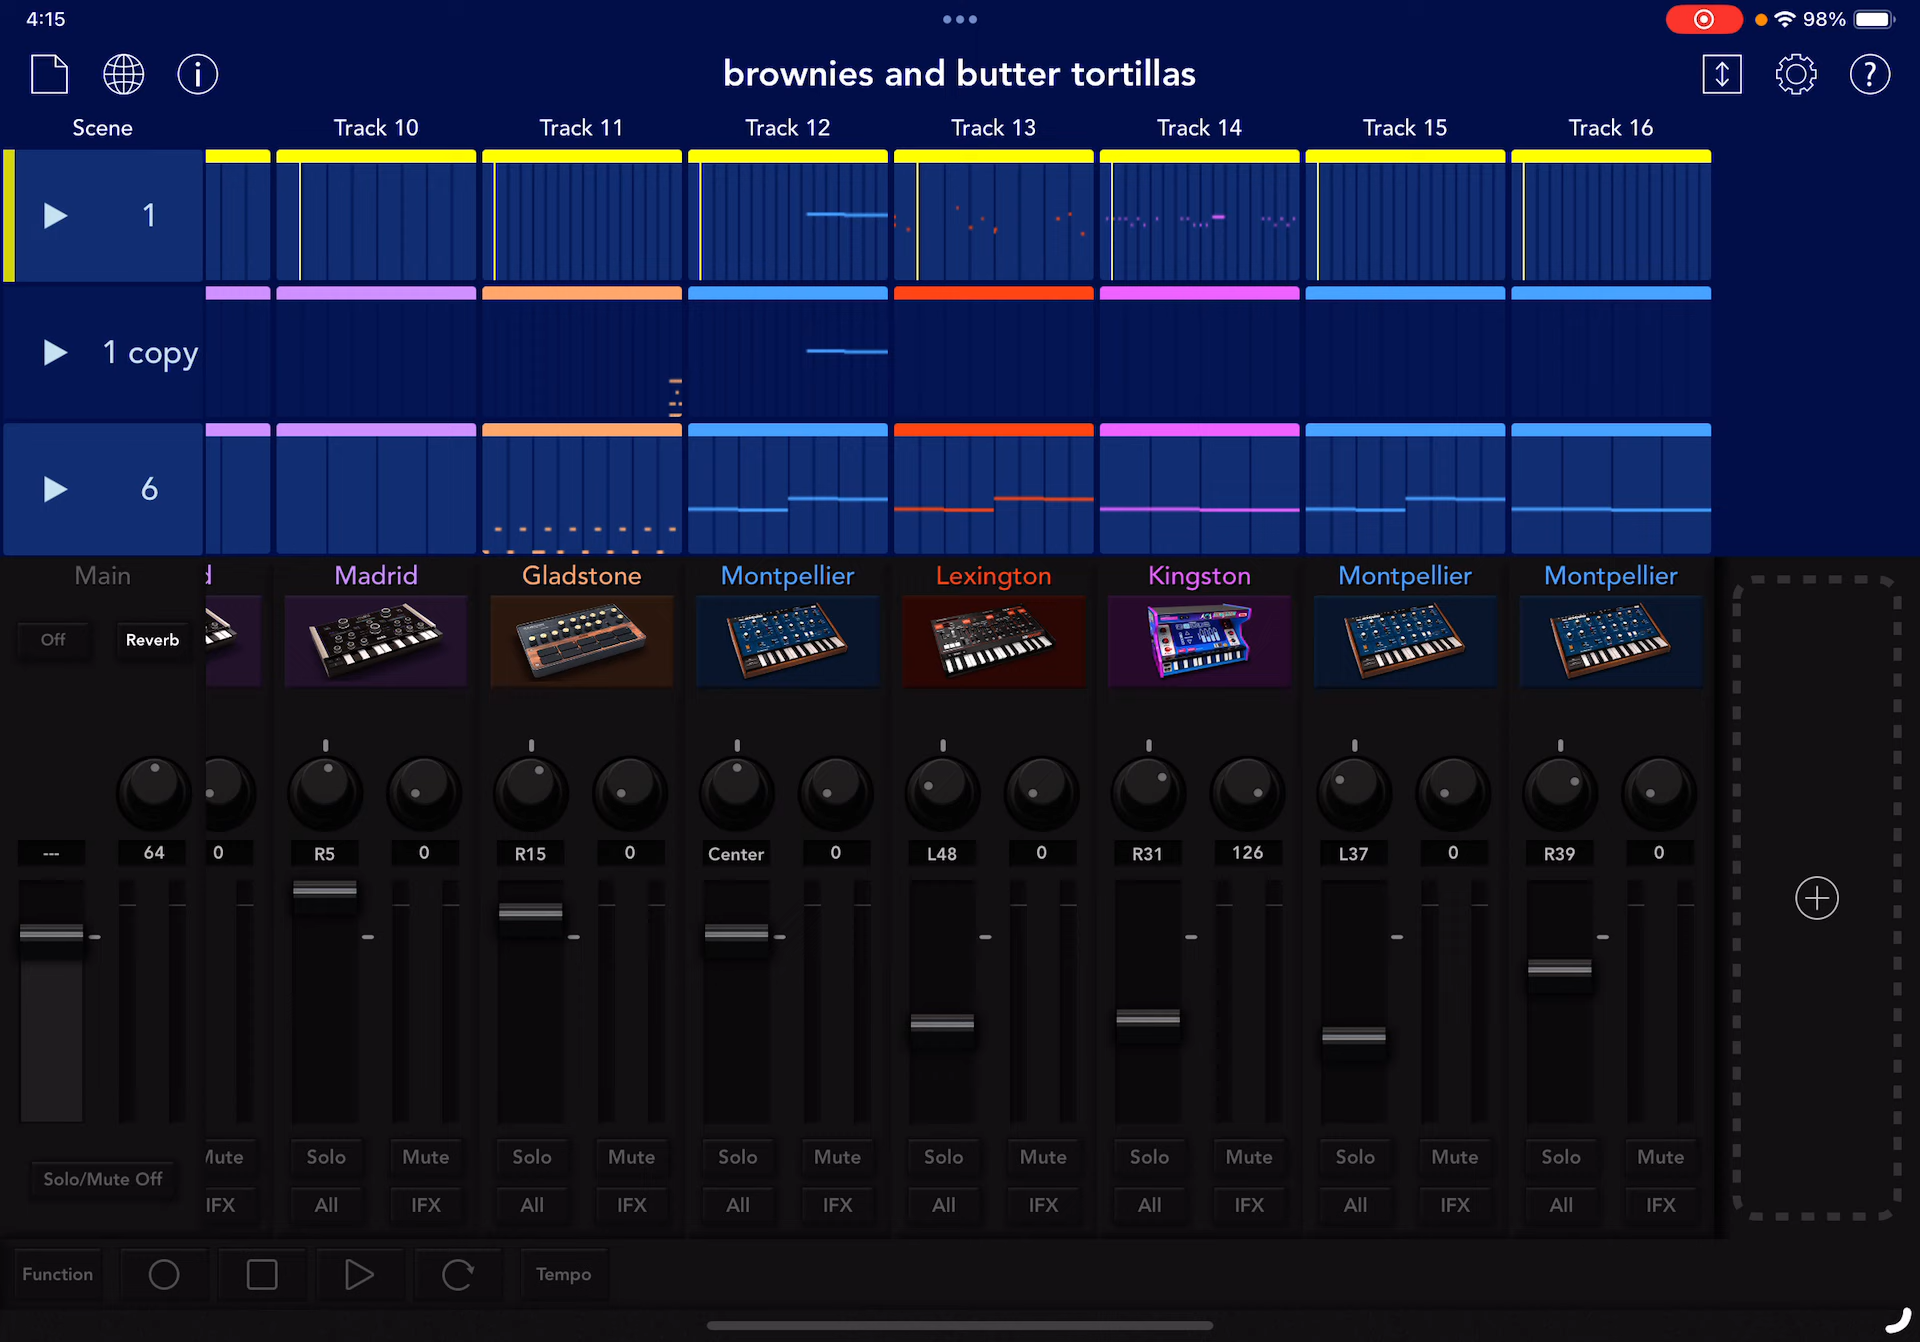 4:15
98%
brownies and butter tortillas
Scene Track 10 Track 11 Track 12 Track 13 Track 14 Track 15 Track 16
1
1 copy
6
Main d Madrid Gladstone Montpellier Lexington Kingston Montpellier Montpellier
Off Reverb
--- 64 0 R5 0 R15 0 Center 0 L48 0 R31 126 L37 0 R39 0
Mute Solo Mute Solo Mute Solo Mute Solo Mute Solo Mute Solo Mute Solo Mute
Solo/Mute Off
IFX All IFX All IFX All IFX All IFX All IFX All IFX All IFX
Function Tempo